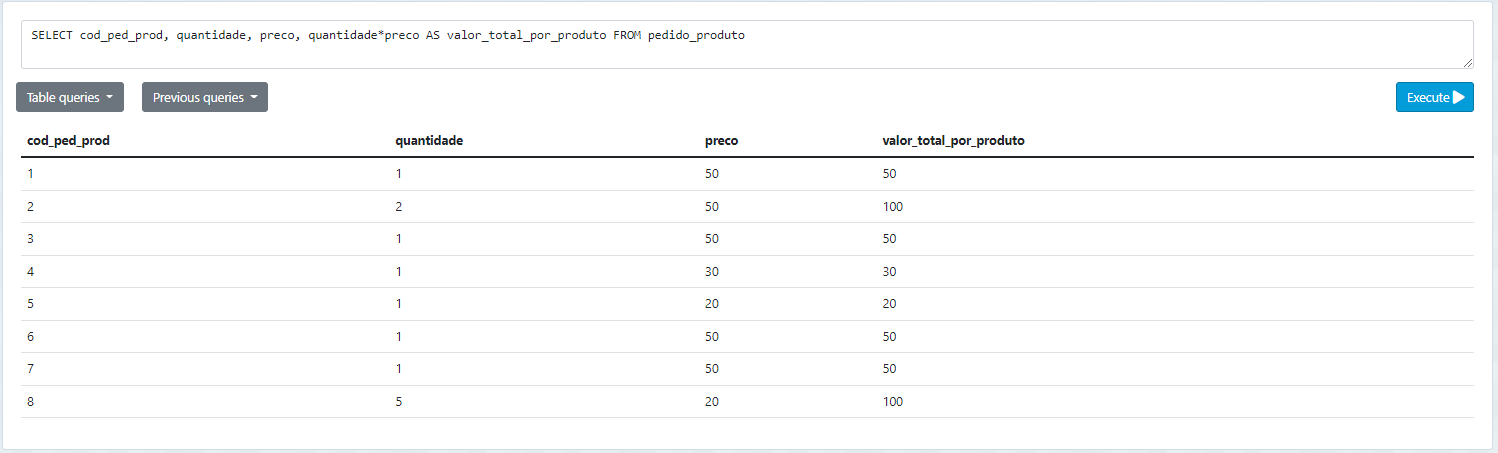 SELECT cod_ped_prod, quantidade, preco, quantidade*preco AS valor_total_por_produto FROM pedido_produto
Table queries Previous queries Execute
cod_ped_prod quantidade preco valor_total_por_produto
1 1 50 50
2 2 50 100
3 1 50 50
4 1 30 30
5 1 20 20
6 1 50 50
7 1 50 50
8 5 20 100